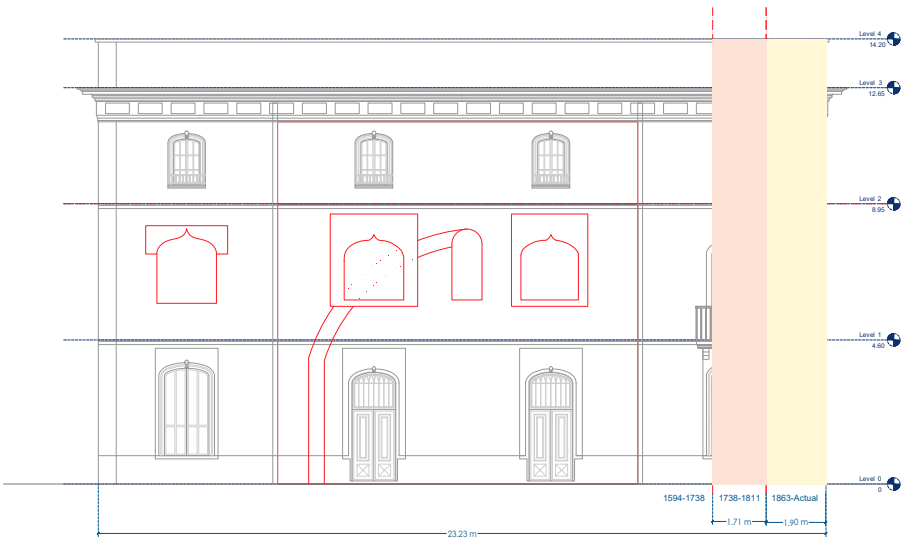 Level 4
14.20
Level 3
12.65
Level 2
8.95
Level 1
4.60
Level 0
0
1594-1738 1738-1811 1863-Actual
1.71 m 1.90 m
23.23 m